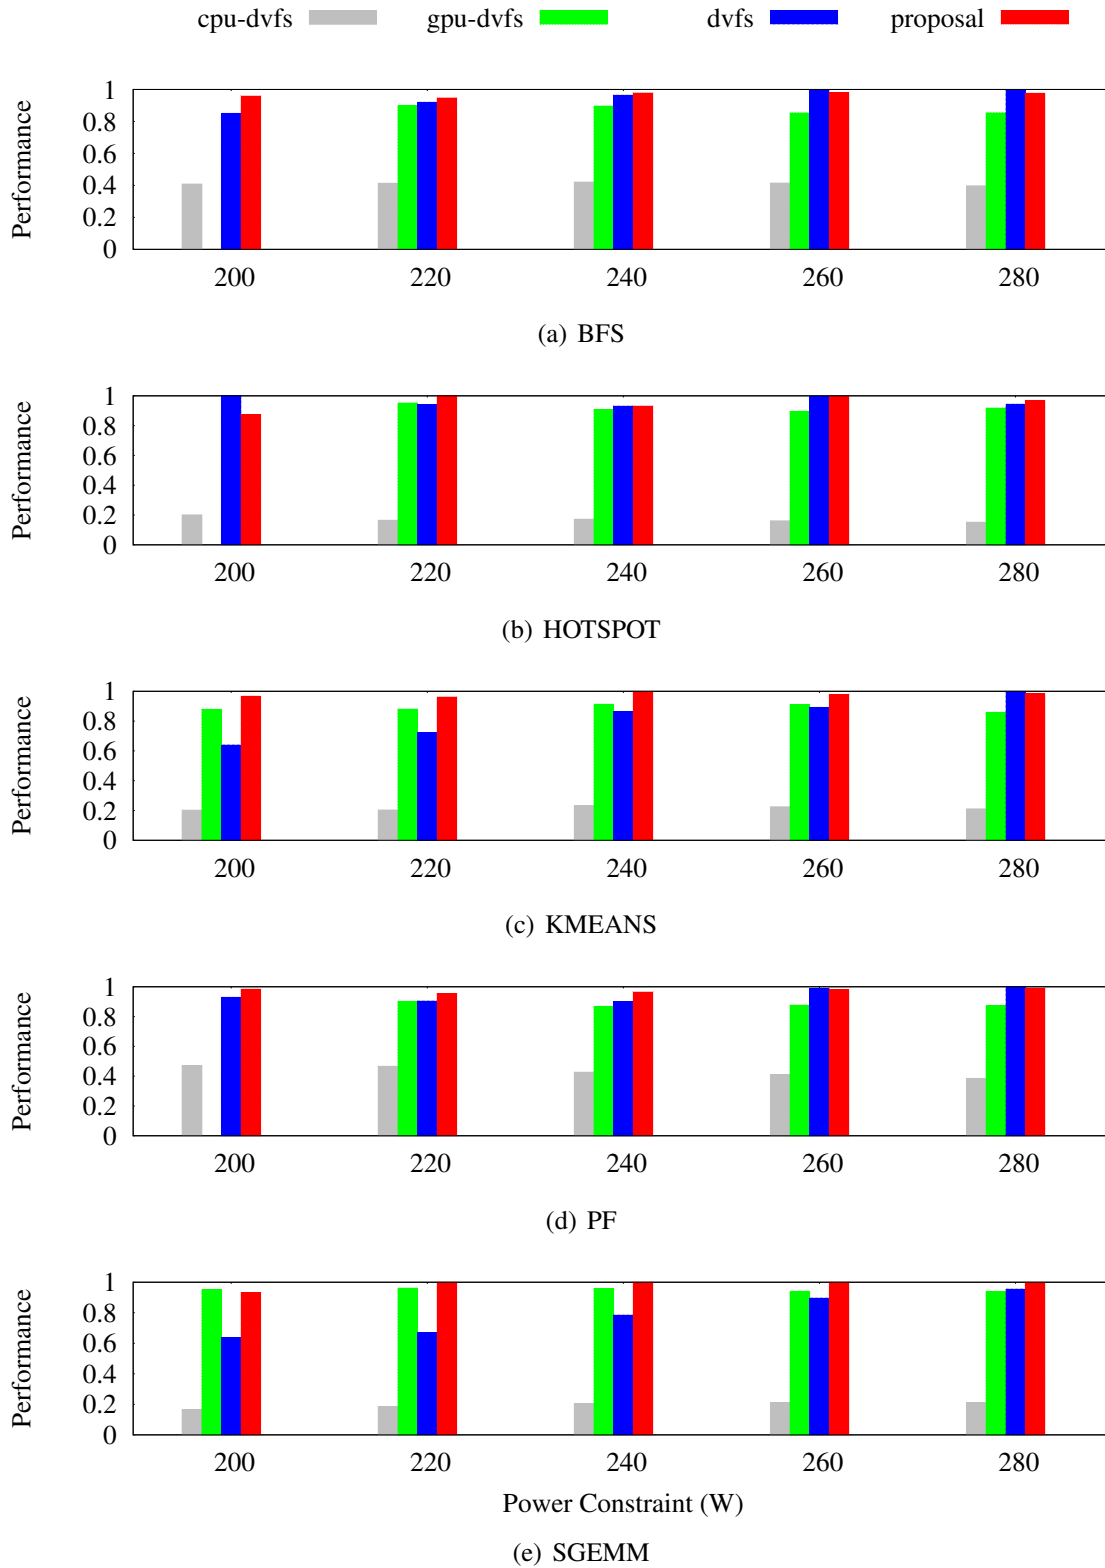 cpu-dvfs gpu-dvfs dvfs proposal
Performance
1
0.8
0.6
0.4
0.2
0
200 220 240 260 280
(a) BFS
Performance
1
0.8
0.6
0.4
0.2
0
200 220 240 260 280
(b) HOTSPOT
Performance
1
0.8
0.6
0.4
0.2
0
200 220 240 260 280
(c) KMEANS
Performance
1
0.8
0.6
0.4
0.2
0
200 220 240 260 280
(d) PF
Performance
1
0.8
0.6
0.4
0.2
0
200 220 240 260 280
Power Constraint (W)
(e) SGEMM